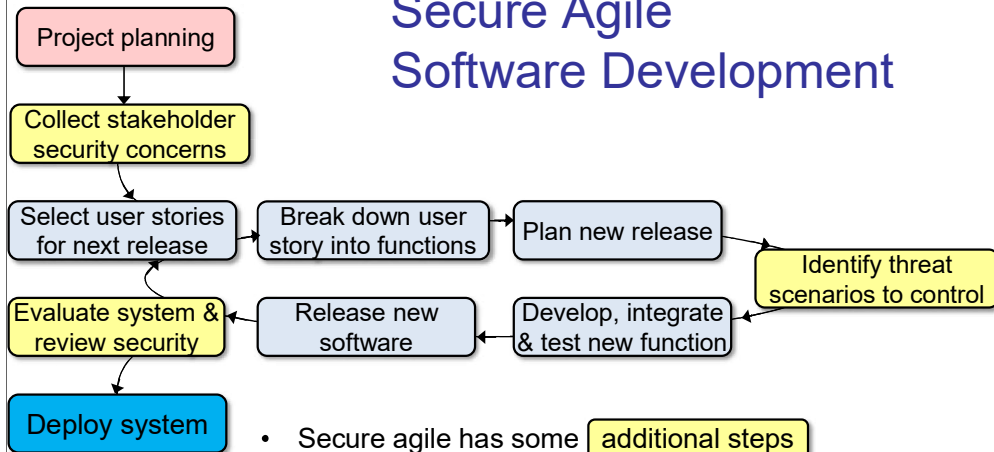 Secure Agile
Software Development
Project planning
Collect stakeholder
security concerns
Select user stories
for next release
Break down user
story into functions
Plan new release
Identify threat
scenarios to control
Develop, integrate
& test new function
Release new
software
Evaluate system &
review security
Deploy system
• Secure agile has some additional steps